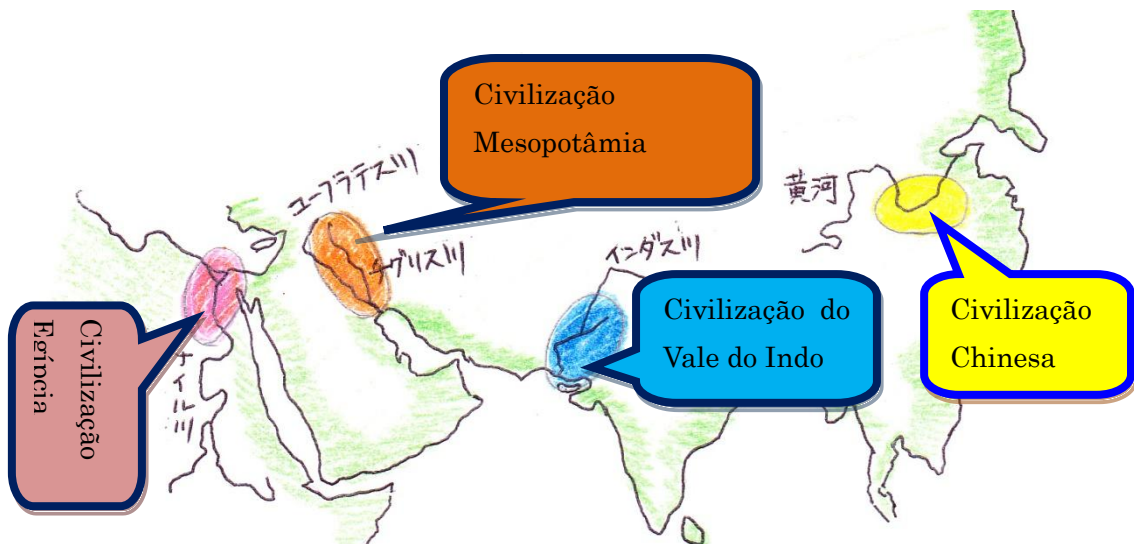 Civilização
Mesopotâmia
ユーフラテス川
チグリス川
黄河
インダス川
Civilização do
Vale do Indo
Civilização
Chinesa
Civilização
Egíncia
ナイル川